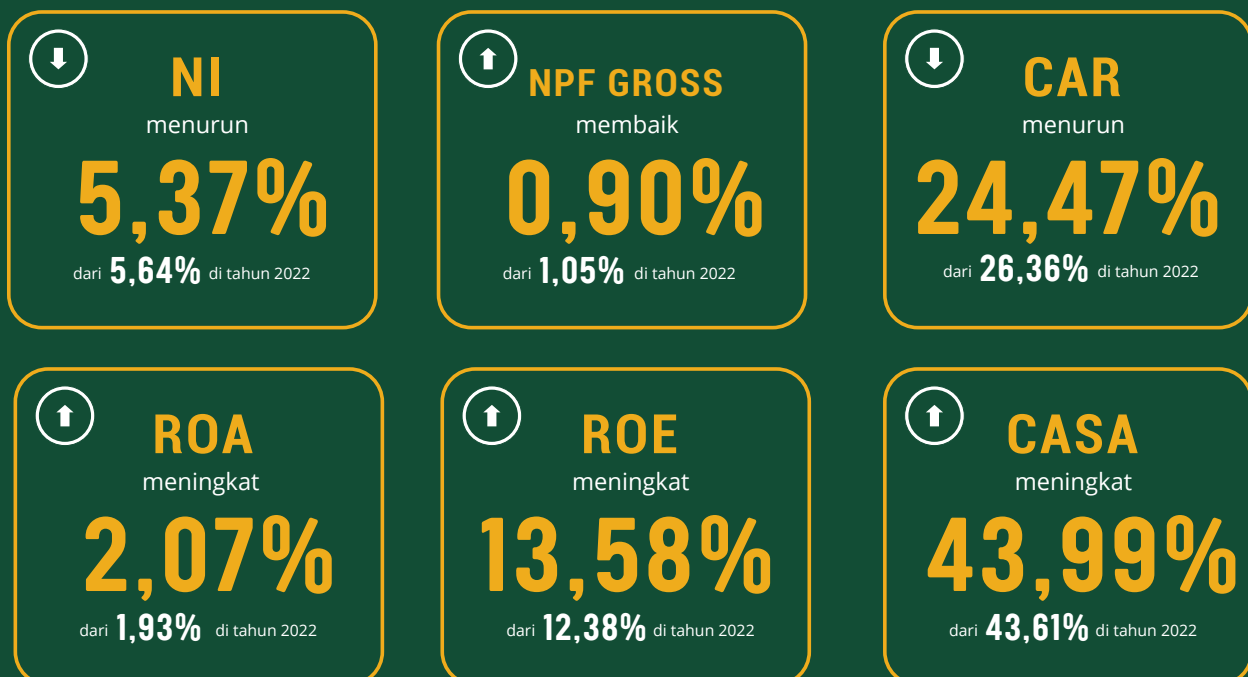 NI
menurun
5,37%
dari 5,64% di tahun 2022
NPF GROSS
membaik
0,90%
dari 1,05% di tahun 2022
CAR
menurun
24,47%
dari 26,36% di tahun 2022
ROA
meningkat
2,07%
dari 1,93% di tahun 2022
ROE
meningkat
13,58%
dari 12,38% di tahun 2022
CASA
meningkat
43,99%
dari 43,61% di tahun 2022